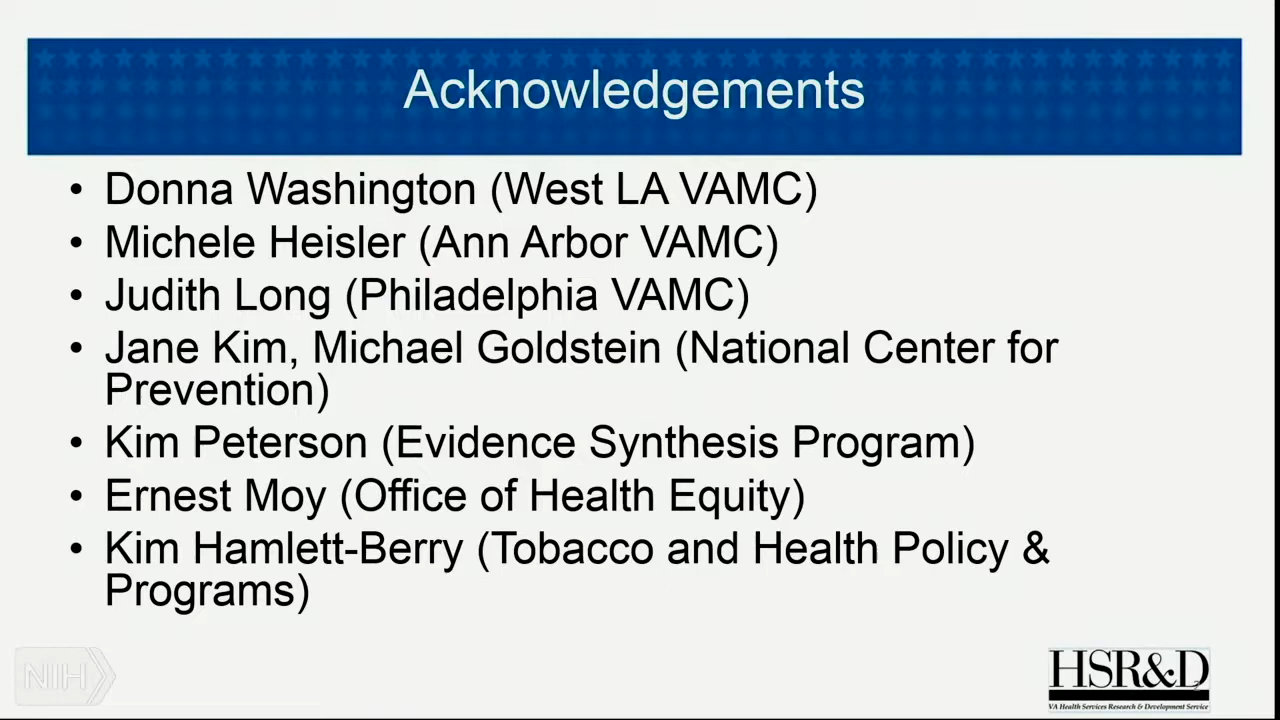 Acknowledgements
• Donna Washington (West LA VAMC)
• Michele Heisler (Ann Arbor VAMC)
• Judith Long (Philadelphia VAMC)
• Jane Kim, Michael Goldstein (National Center for
Prevention)
• Kim Peterson (Evidence Synthesis Program)
• Ernest Moy (Office of Health Equity)
• Kim Hamlett-Berry (Tobacco and Health Policy &
Programs)
NIH
HSR&D
VA Health Services Research & Development Service